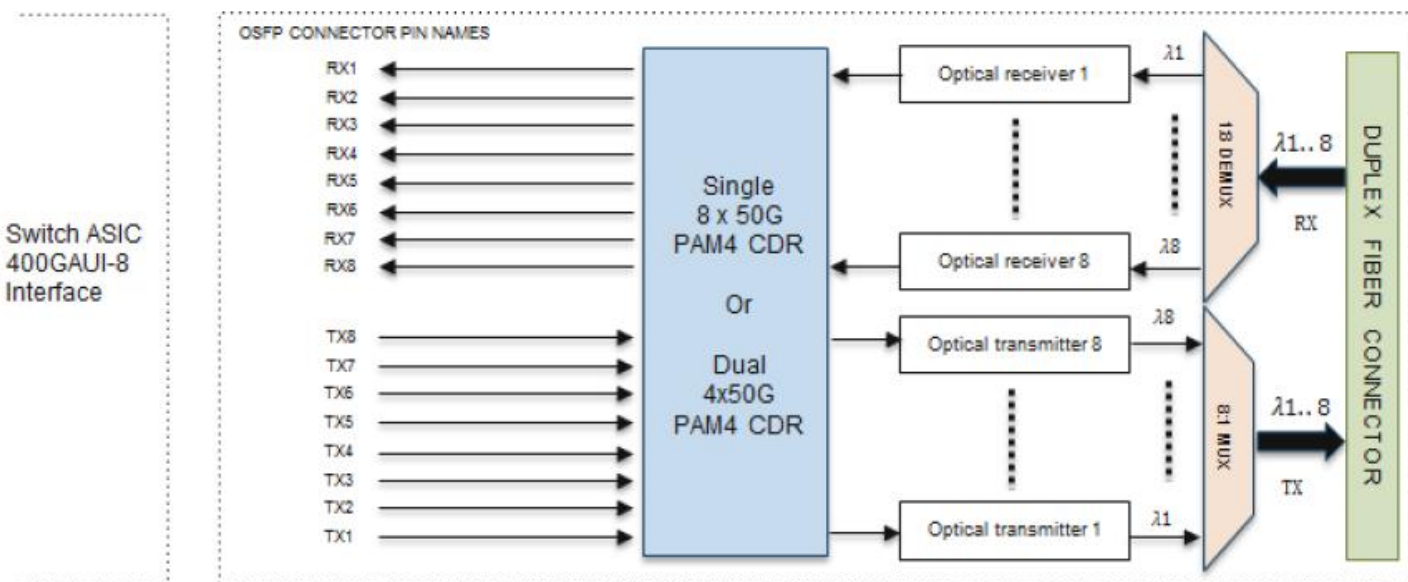 OSFP CONNECTOR PIN NAMES
Switch ASIC
400GAUI-8
Interface
RX1
RX2
RX3
RX4
RX5
RX6
RX7
RX8
TX8
TX7
TX6
TX5
TX4
TX3
TX2
TX1
Single
8 x 50G
PAM4 CDR
Or
Dual
4x50G
PAM4 CDR
Optical receiver 1
Optical receiver 8
Optical transmitter 8
Optical transmitter 1
λ1
λ8
λ8
λ1
1:8 DEMUX
8:1 MUX
λ1..8
RX
λ1..8
TX
DUPLEX FIBER CONNECTOR